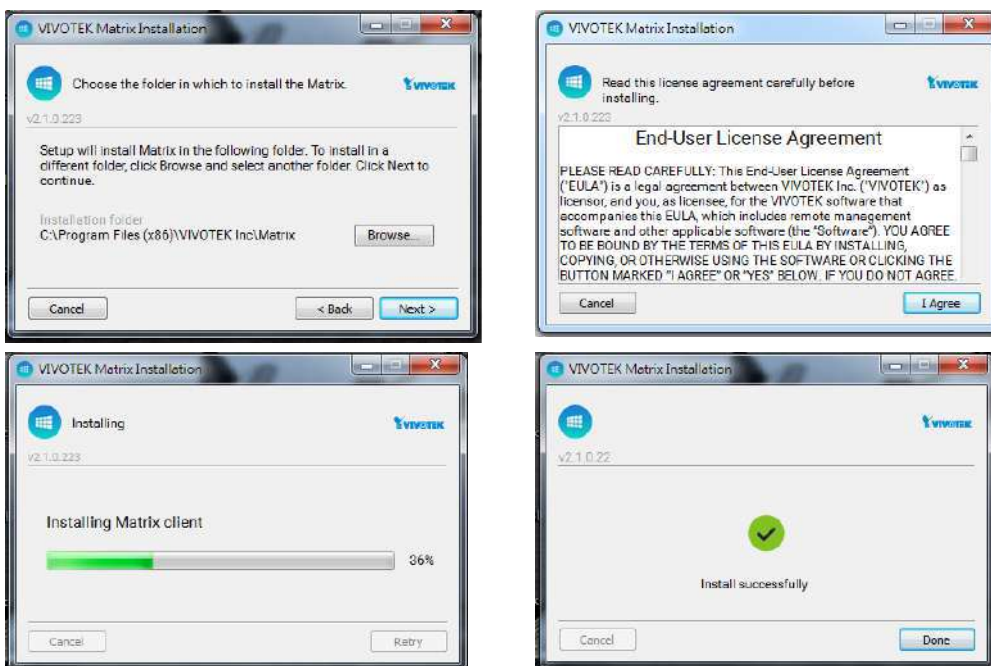 VIVOTEK Matrix Installation
Choose the folder in which to install the Matrix.
VIVOTEK
v2.1.0.223
Setup will install Matrix in the following folder. To install in a
different folder, click Browse and select another folder. Click Next to
continue.
Installation folder
C:\Program Files (x86)\VIVOTEK Inc\Matrix
Browse...
Cancel
< Back
Next >
VIVOTEK Matrix Installation
Read this license agreement carefully before
installing.
VIVOTEK
v2.1.0.223
End-User License Agreement
PLEASE READ CAREFULLY: This End-User License Agreement
("EULA") is a legal agreement between VIVOTEK Inc. ("VIVOTEK") as
licensor, and you, as licensee, for the VIVOTEK software that
accompanies this EULA, which includes remote management
software and other applicable software (the "Software"). YOU AGREE
TO BE BOUND BY THE TERMS OF THIS EULA BY INSTALLING,
COPYING, OR OTHERWISE USING THE SOFTWARE OR CLICKING THE
BUTTON MARKED "I AGREE" OR "YES" BELOW. IF YOU DO NOT AGREE
Cancel
I Agree
VIVOTEK Matrix Installation
Installing
VIVOTEK
v2.1.0.223
Installing Matrix client
36%
Cancel
Retry
VIVOTEK Matrix Installation
VIVOTEK
v2.1.0.22
Install successfully
Cancel
Done